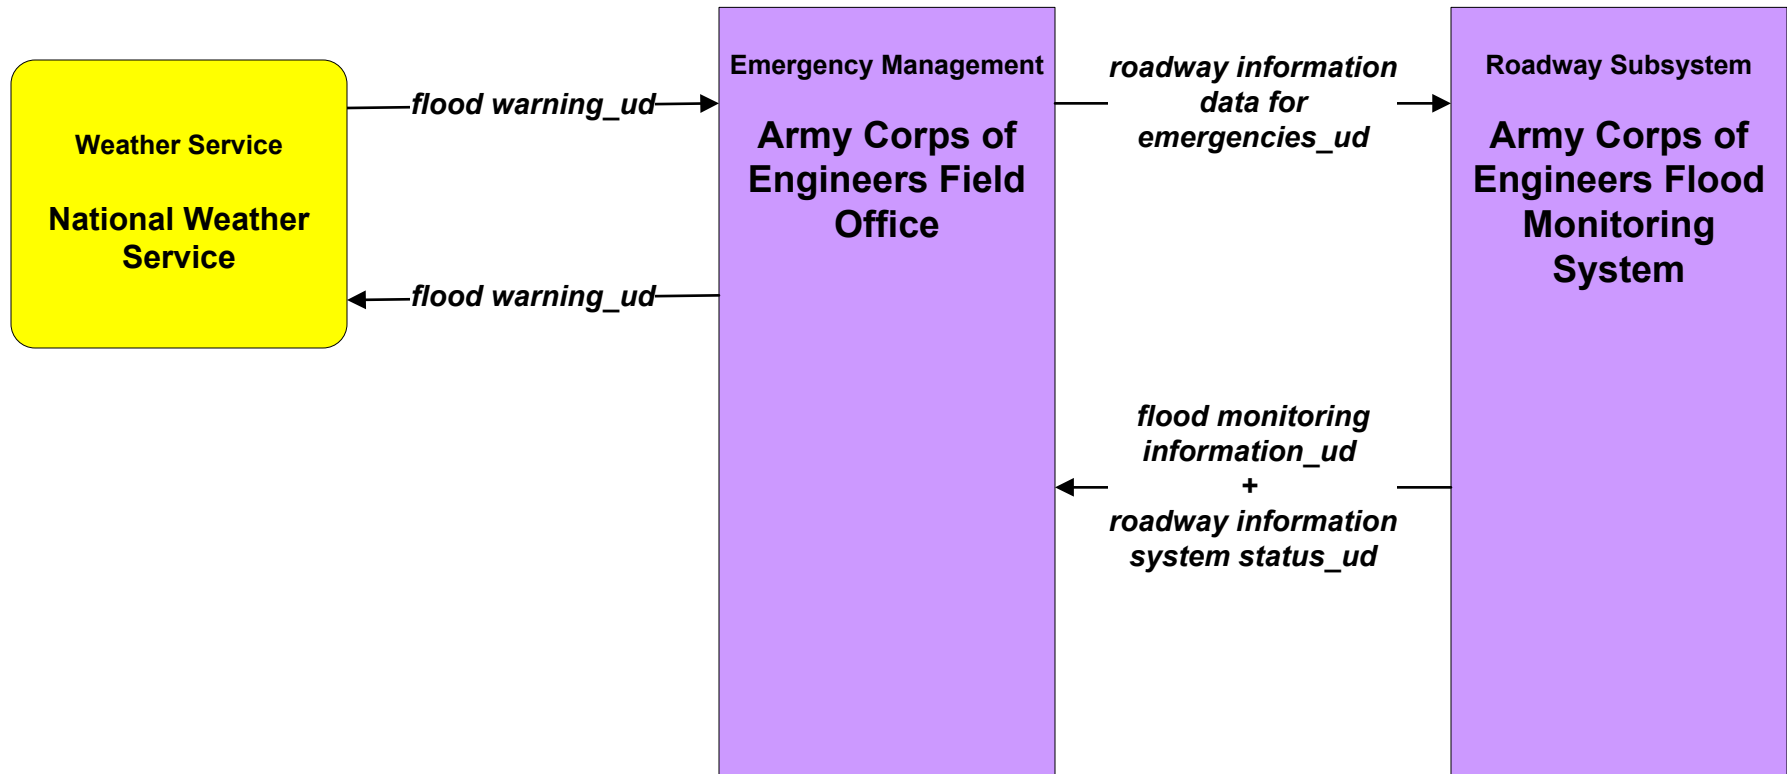 Weather Service
National Weather
Service
flood warning_ud
flood warning_ud
Emergency Management
Army Corps of
Engineers Field
Office
roadway information
data for
emergencies_ud
flood monitoring
information_ud
+
roadway information
system status_ud
Roadway Subsystem
Army Corps of
Engineers Flood
Monitoring
System